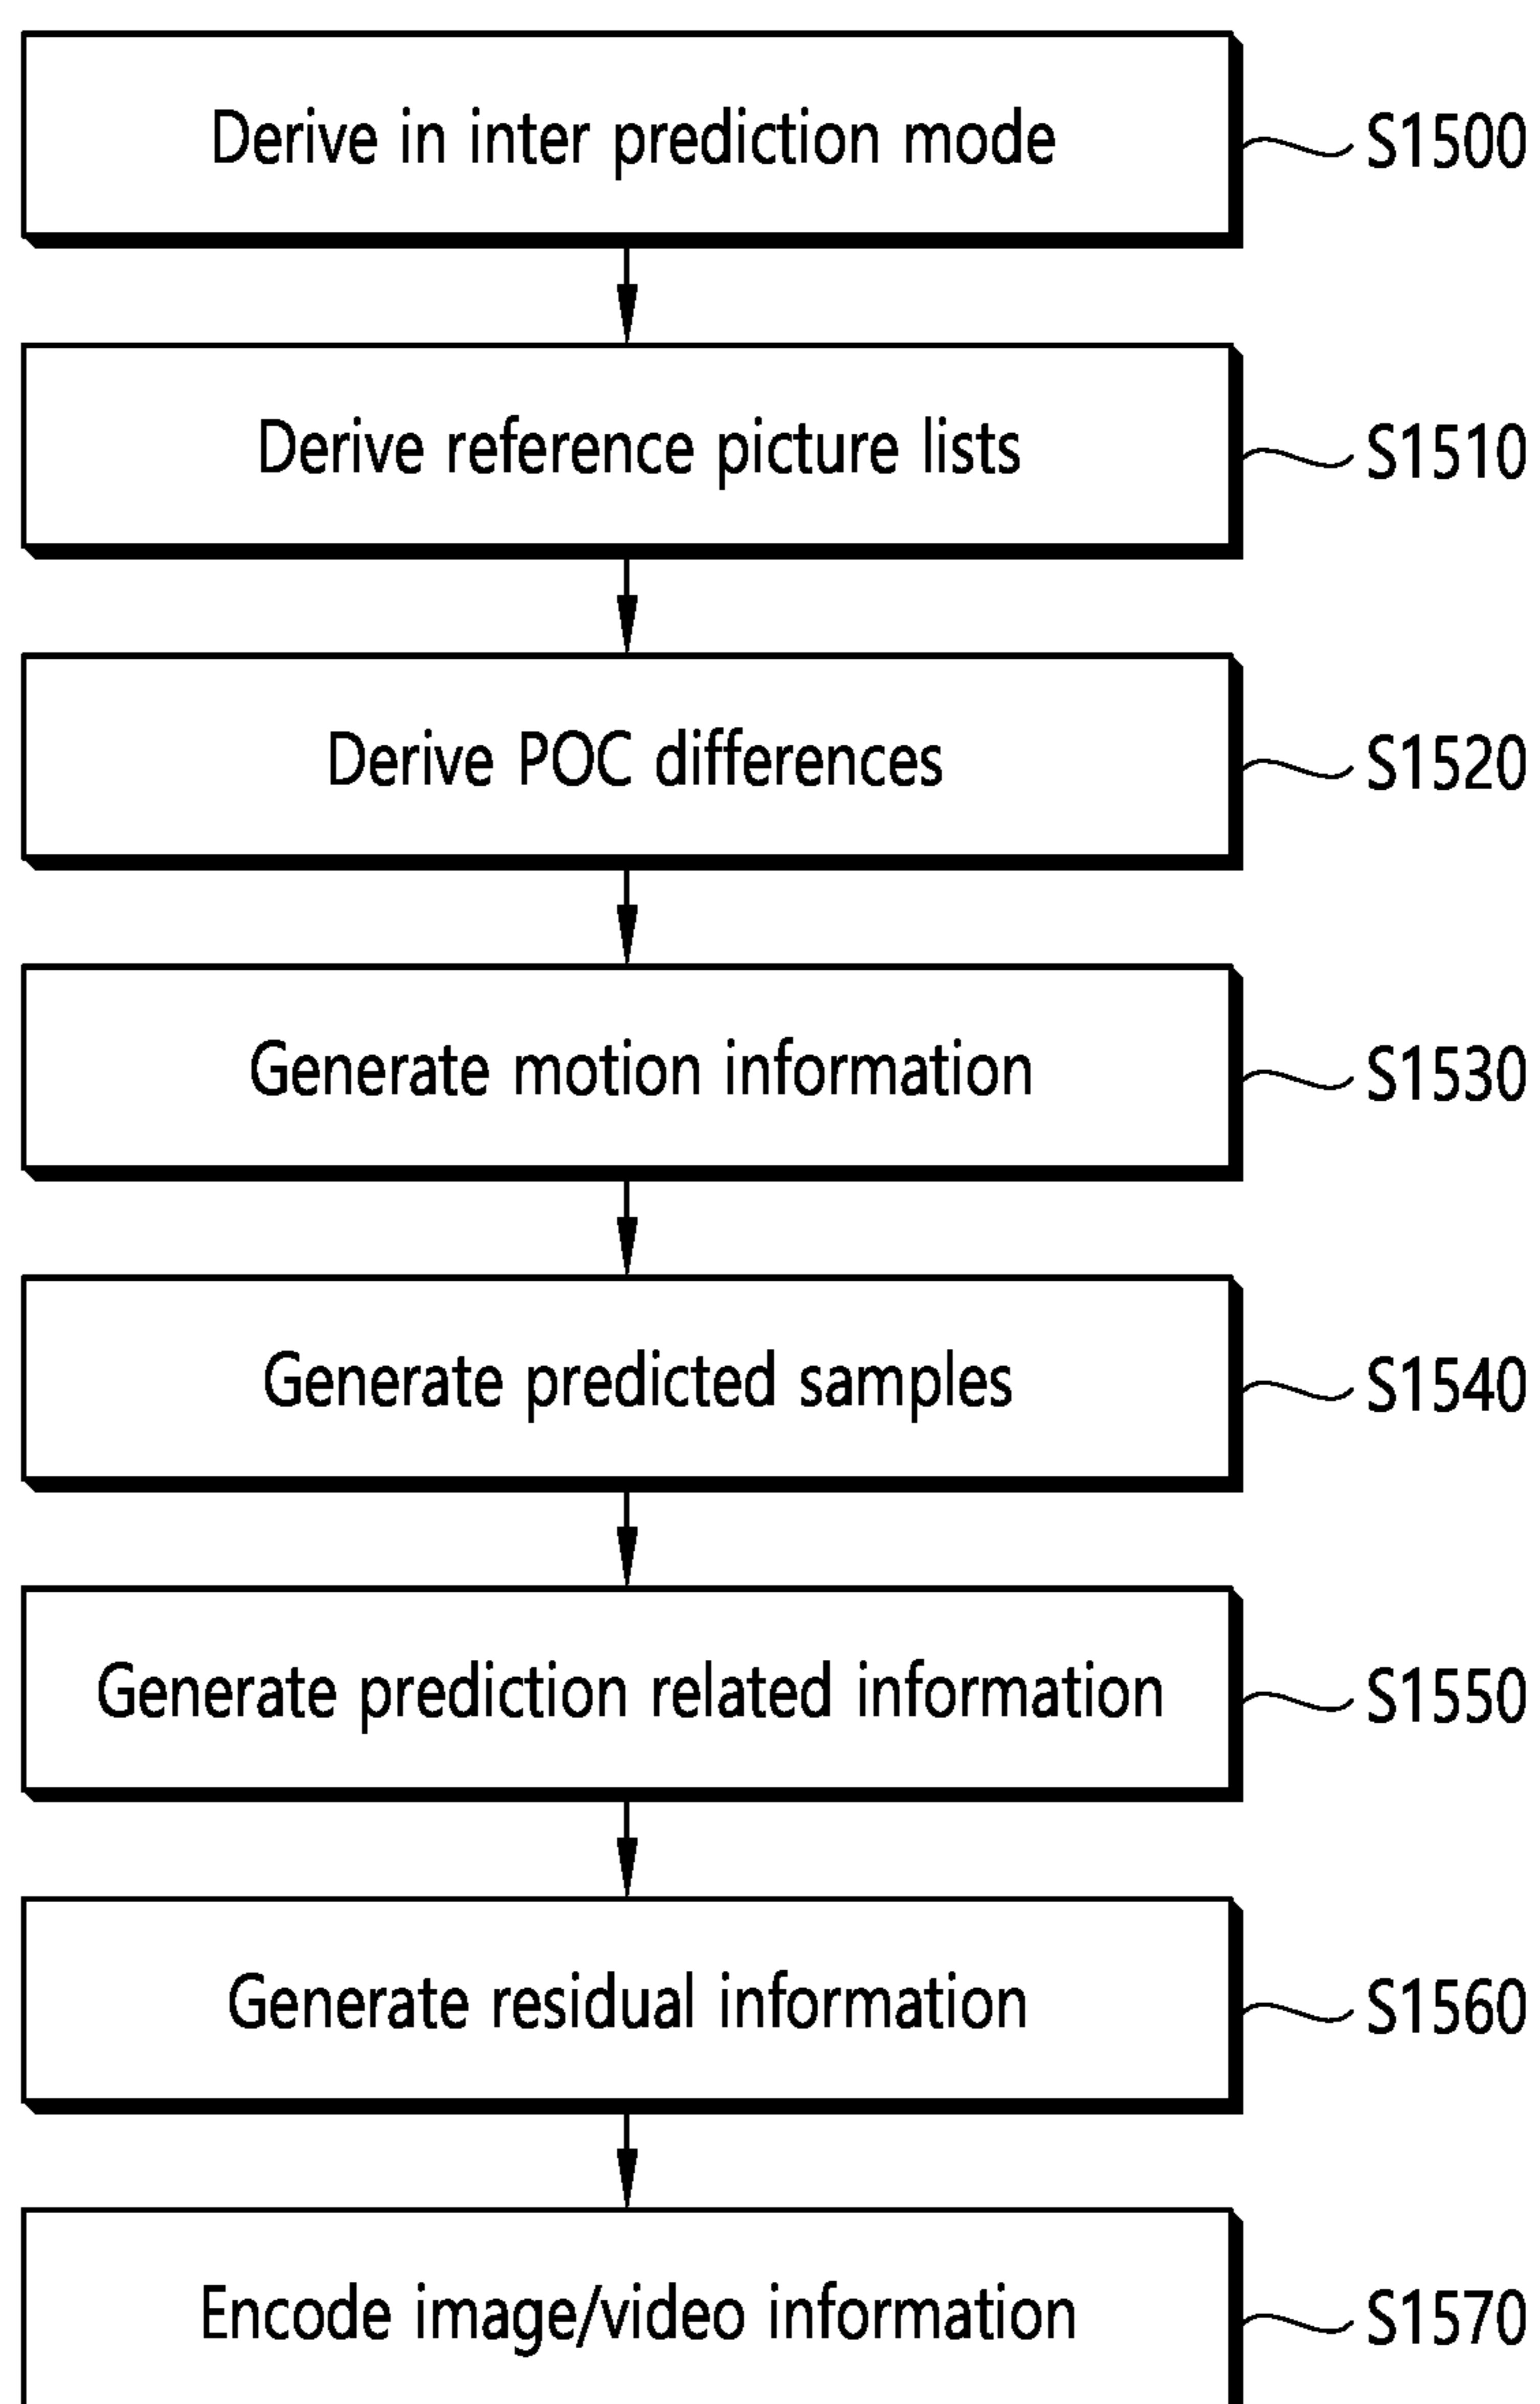 Derive in inter prediction mode S1500
Derive reference picture lists S1510
Derive POC differences S1520
Generate motion information S1530
Generate predicted samples S1540
Generate prediction related information S1550
Generate residual information S1560
Encode image/video information S1570